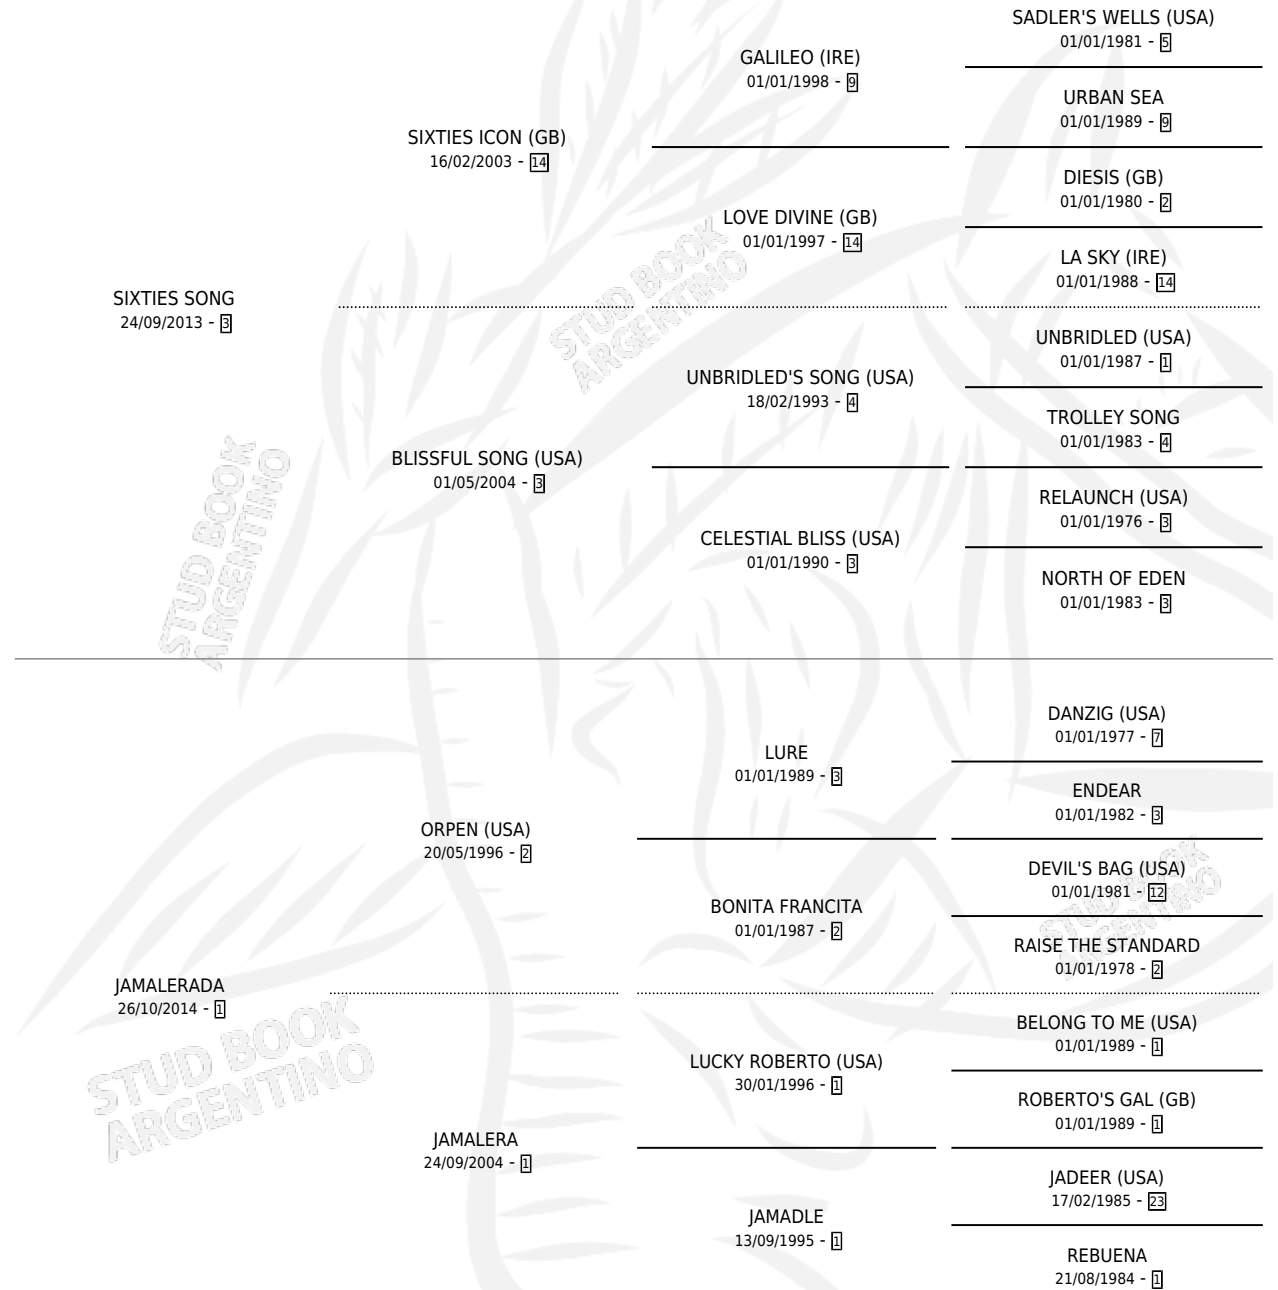 SADLER'S WELLS (USA)
01/01/1981 - 5
GALILEO (IRE)
01/01/1998 - 9
URBAN SEA
01/01/1989 - 9
SIXTIES ICON (GB)
16/02/2003 - 14
DIESIS (GB)
01/01/1980 - 2
LOVE DIVINE (GB)
01/01/1997 - 14
LA SKY (IRE)
01/01/1988 - 14
SIXTIES SONG
24/09/2013 - 3
UNBRIDLED (USA)
01/01/1987 - 1
UNBRIDLED'S SONG (USA)
18/02/1993 - 4
TROLLEY SONG
01/01/1983 - 4
BLISSFUL SONG (USA)
01/05/2004 - 3
RELAUNCH (USA)
01/01/1976 - 3
CELESTIAL BLISS (USA)
01/01/1990 - 3
NORTH OF EDEN
01/01/1983 - 3
DANZIG (USA)
01/01/1977 - 7
LURE
01/01/1989 - 3
ENDEAR
01/01/1982 - 3
ORPEN (USA)
20/05/1996 - 2
DEVIL'S BAG (USA)
01/01/1981 - 12
BONITA FRANCITA
01/01/1987 - 2
RAISE THE STANDARD
01/01/1978 - 2
JAMALERADA
26/10/2014 - 1
BELONG TO ME (USA)
01/01/1989 - 1
LUCKY ROBERTO (USA)
30/01/1996 - 1
ROBERTO'S GAL (GB)
01/01/1989 - 1
JAMALERA
24/09/2004 - 1
JADEER (USA)
17/02/1985 - 23
JAMADLE
13/09/1995 - 1
REBUENA
21/08/1984 - 1
STUD BOOK
ARGENTINO
STUD BOOK
ARGENTINO
STUD BOOK
ARGENTINO
STUD BOOK
ARGENTINO